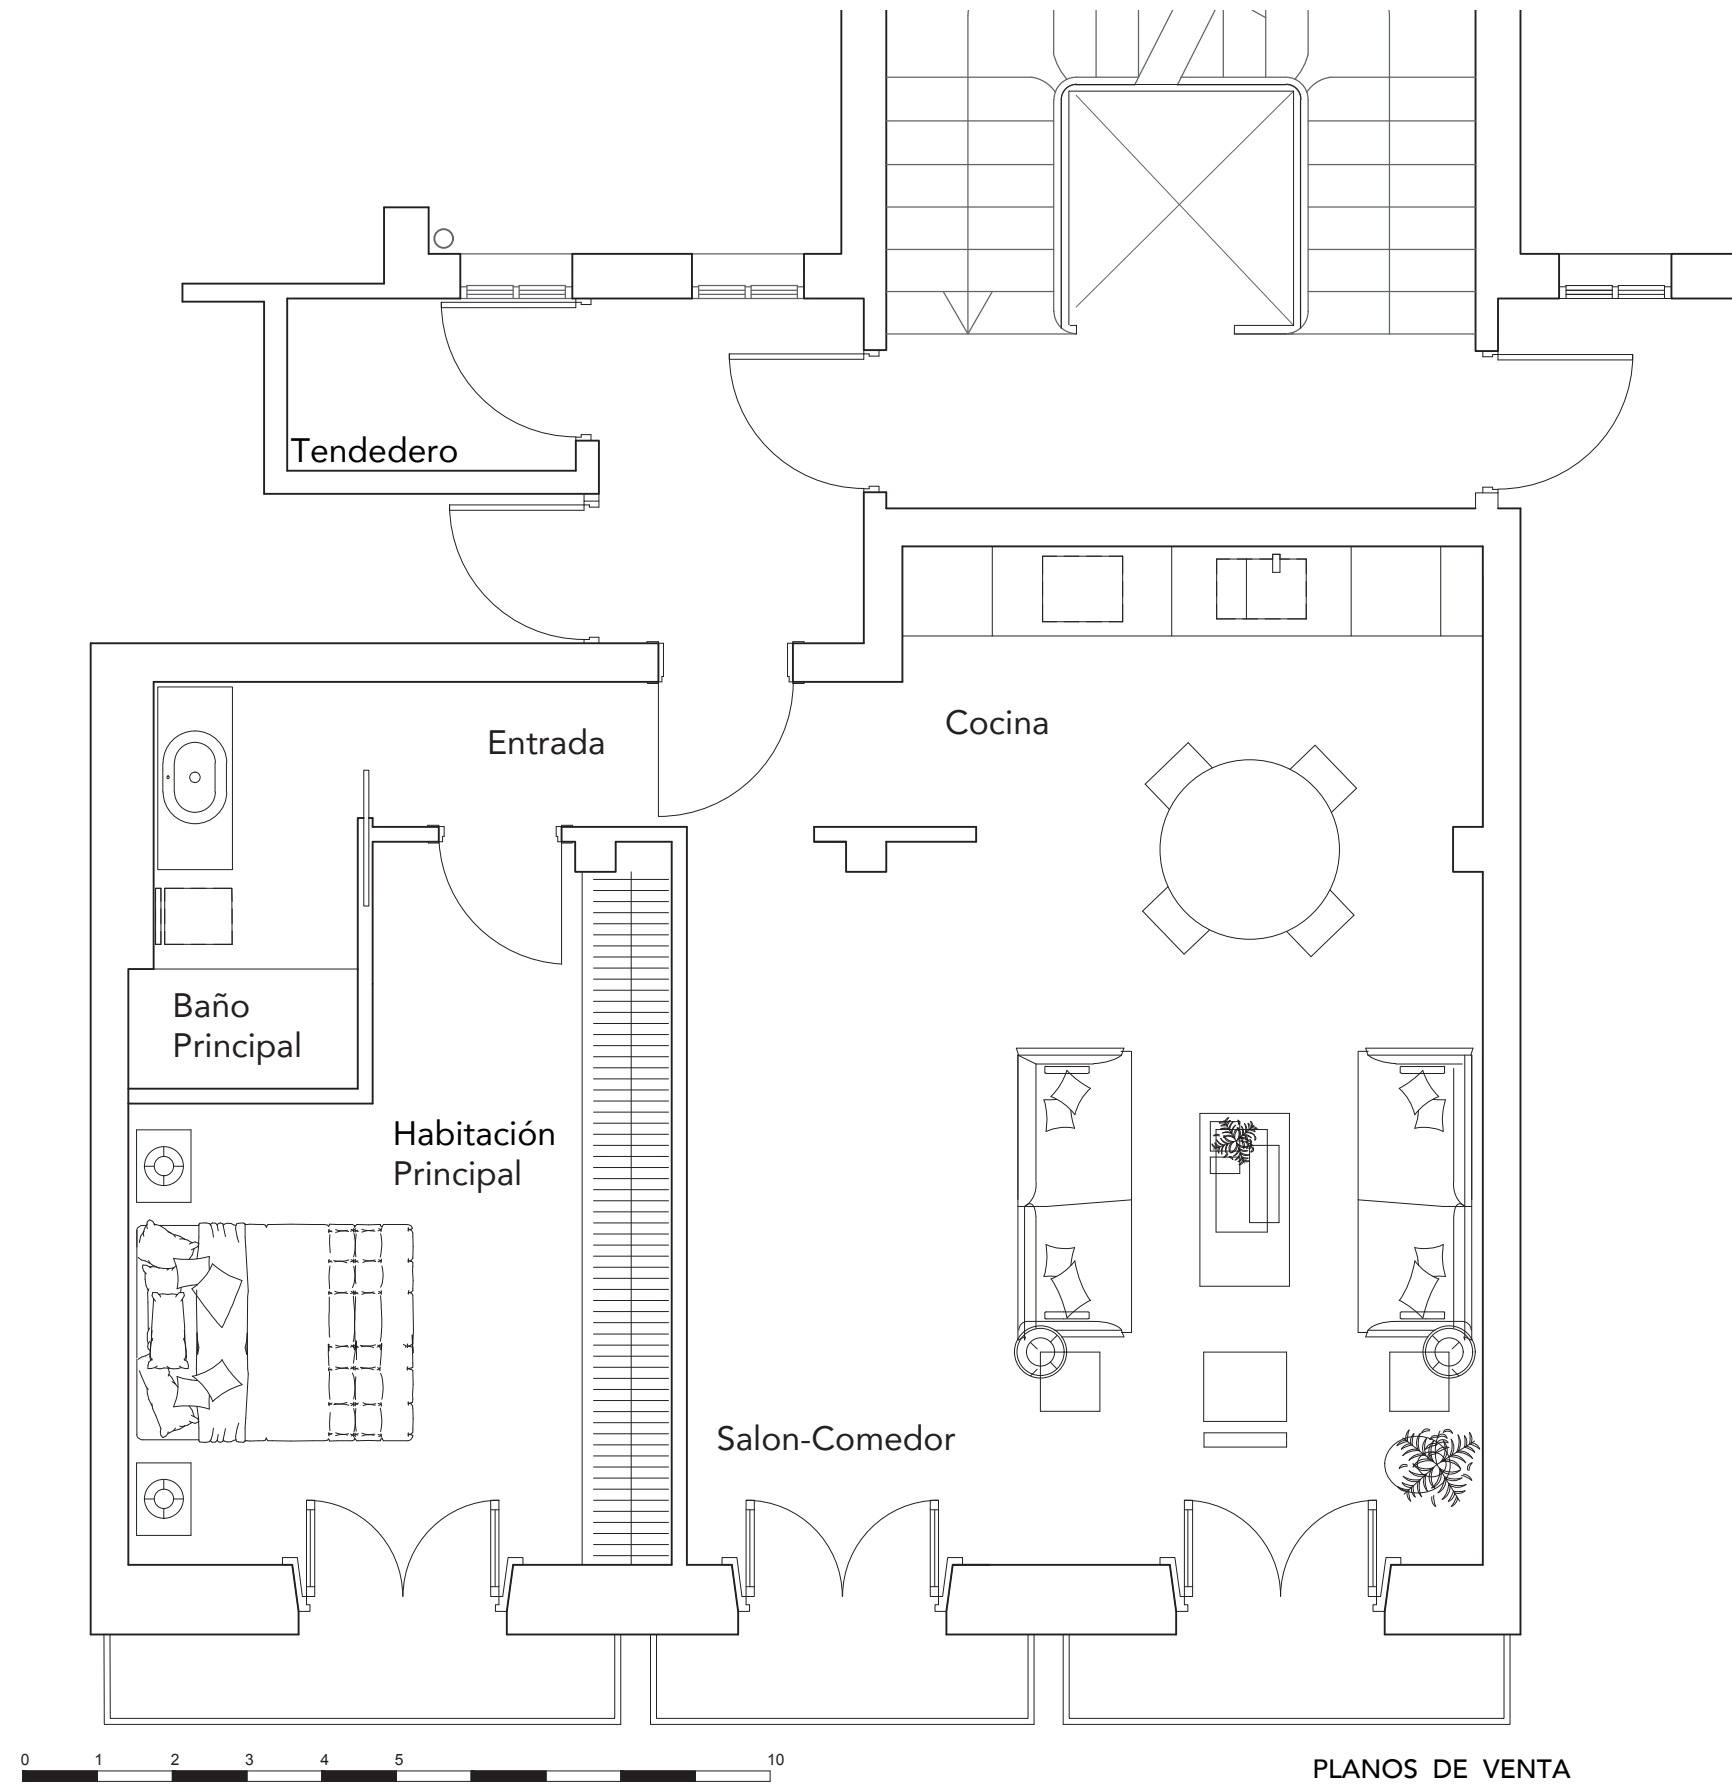 Tendedero
Cocina
Entrada
Baño
Principal
Habitación
Principal
Salon-Comedor
0 1 2 3 4 5 10
PLANOS DE VENTA